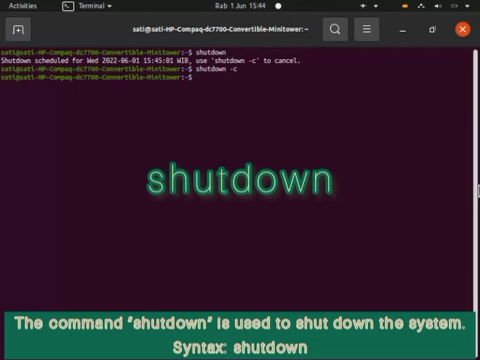 Activities
Terminal
Rab 1 Jun 15:44
sati@sati-HP-Compaq-dc7700-Convertible-Minitower: ~
sati@sati-HP-Compaq-dc7700-Convertible-Minitower:~$ shutdown
Shutdown scheduled for Wed 2022-06-01 15:45:01 WIB, use 'shutdown -c' to cancel.
sati@sati-HP-Compaq-dc7700-Convertible-Minitower:~$ shutdown -c
sati@sati-HP-Compaq-dc7700-Convertible-Minitower:~$
shutdown
The command "shutdown" is used to shut down the system.
Syntax: shutdown